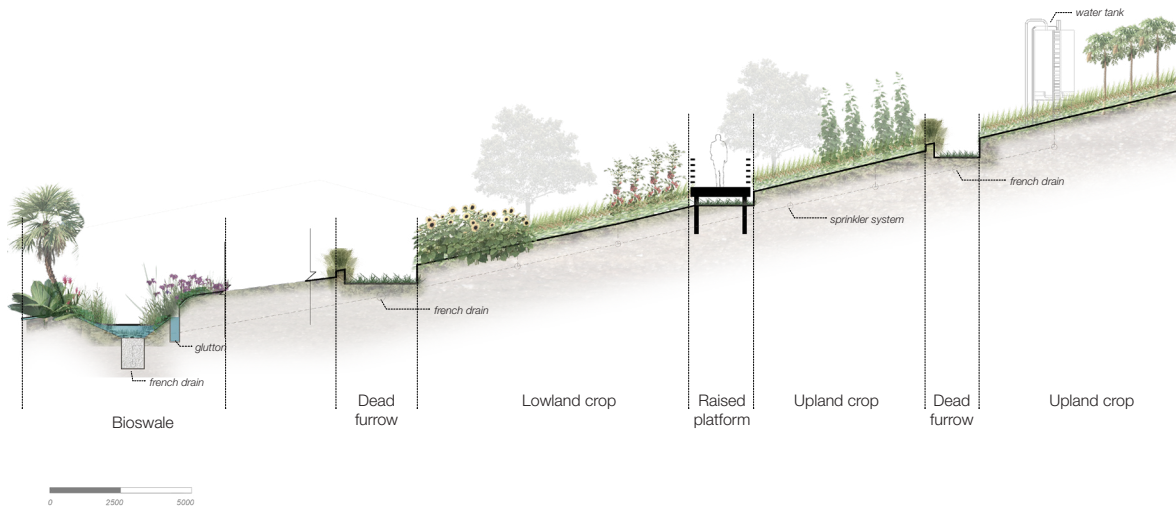 water tank
french drain
sprinkler system
french drain
glutton
french drain
Bioswale
Dead
furrow
Lowland crop
Raised
platform
Upland crop
Dead
furrow
Upland crop
0 2500 5000